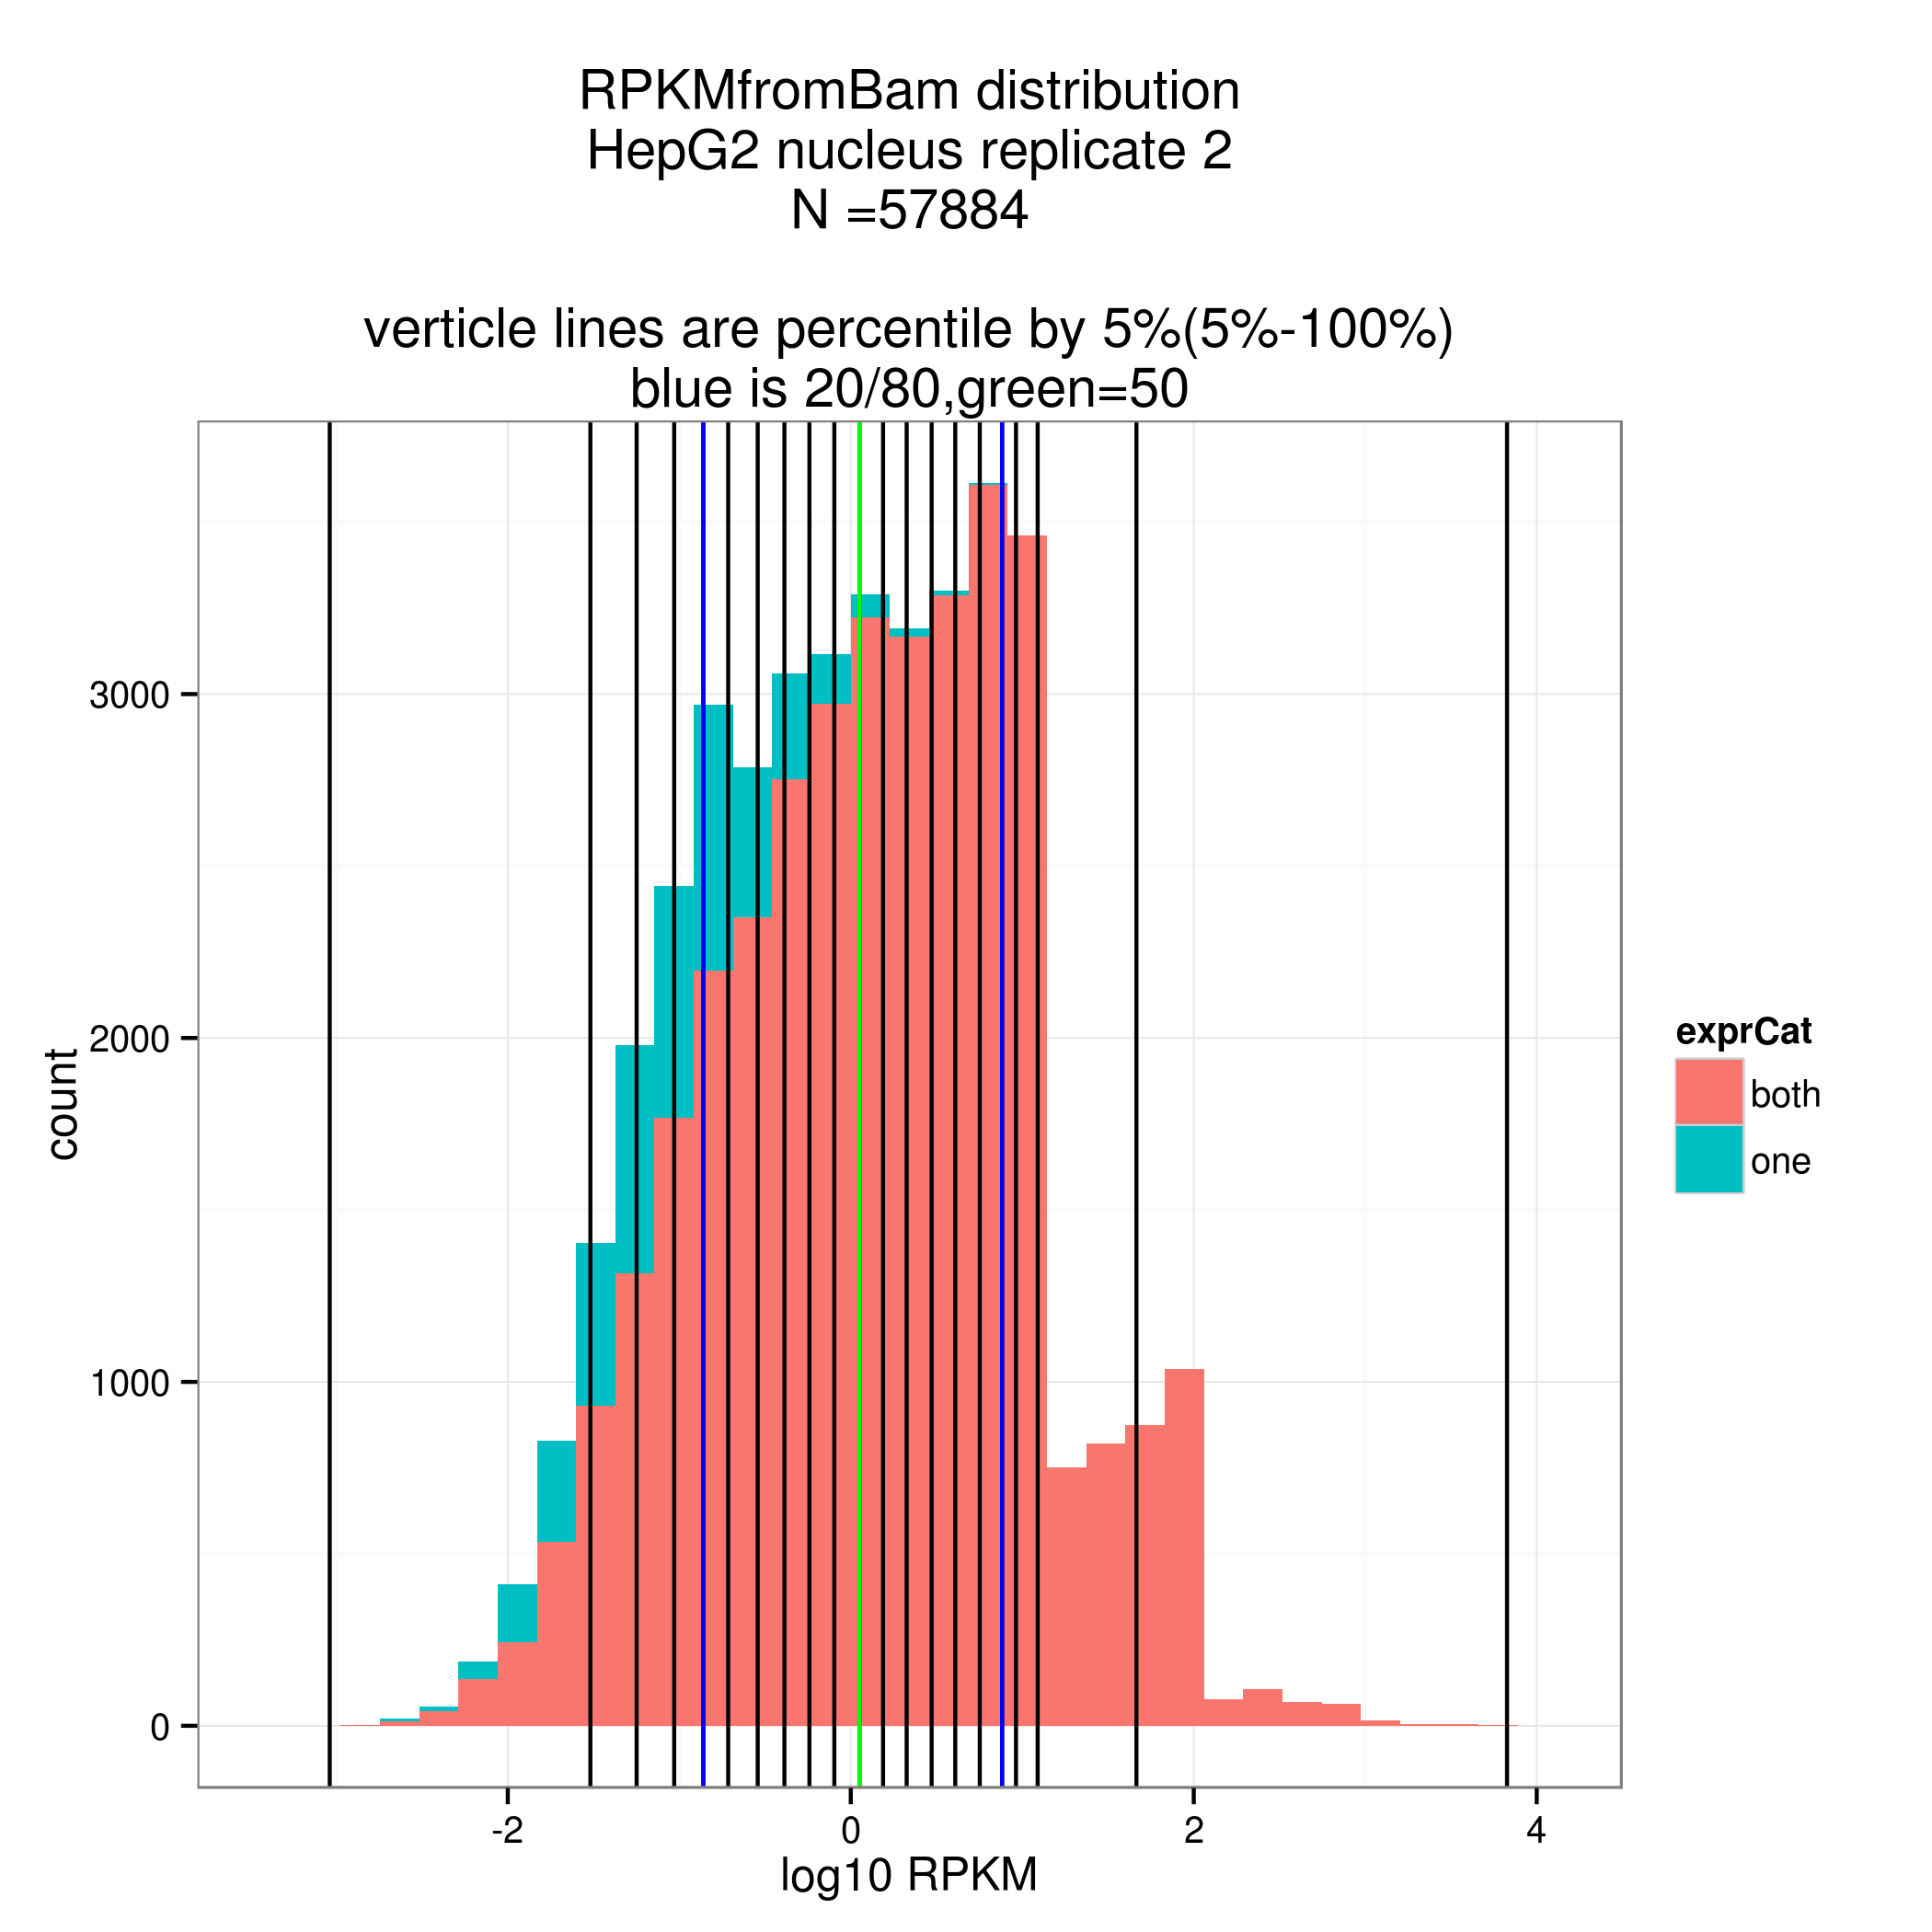 RPKMfromBam distribution
HepG2 nucleus replicate 2
N =57884
verticle lines are percentile by 5%(5%-100%)
blue is 20/80,green=50
3000
2000
1000
0
count
-2
0
2
4
log10 RPKM
exprCat
both
one